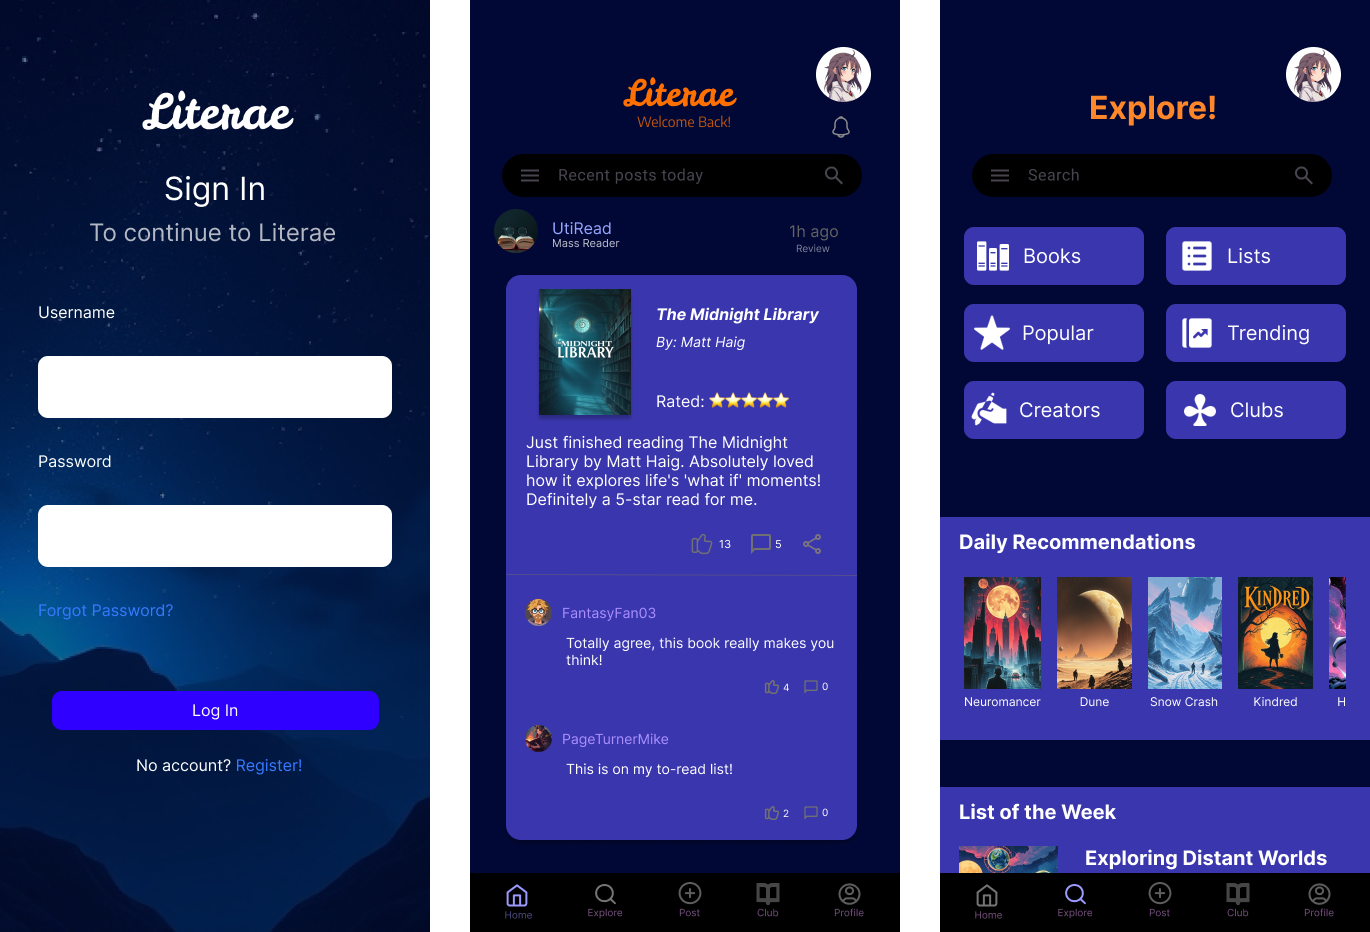 Literae
Sign In
To continue to Literae
Username
Password
Forgot Password?
Log In
No account? Register!
Literae
Welcome Back!
Recent posts today
UtiRead
Mass Reader
1h ago
Review
MIDNIGHT
LIBRARY
The Midnight Library
By: Matt Haig
Rated: ⭐⭐⭐⭐⭐
Just finished reading The Midnight
Library by Matt Haig. Absolutely loved
how it explores life's 'what if' moments!
Definitely a 5-star read for me.
13
5
FantasyFan03
Totally agree, this book really makes you
think!
4
0
PageTurnerMike
This is on my to-read list!
2
0
Home
Explore
Post
Club
Profile
Explore!
Search
Books
Lists
Popular
Trending
Creators
Clubs
Daily Recommendations
KINDRED
Neuromancer
Dune
Snow Crash
Kindred
H
List of the Week
Exploring Distant Worlds
Home
Explore
Post
Club
Profile